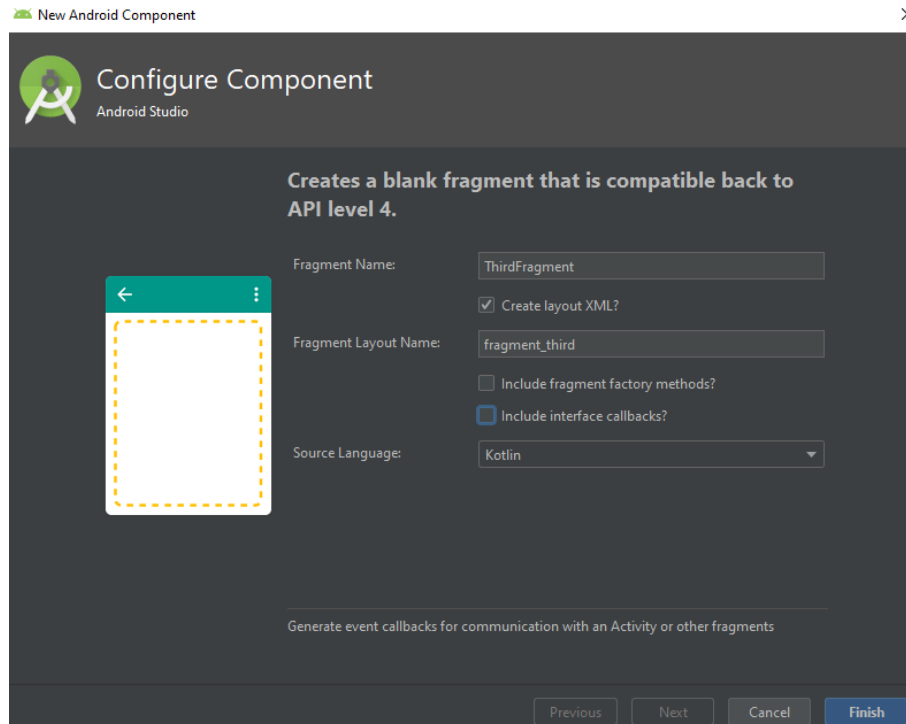 New Android Component
Configure Component
Android Studio
Creates a blank fragment that is compatible back to
API level 4.
Fragment Name:
ThirdFragment
Create layout XML?
Fragment Layout Name:
fragment_third
Include fragment factory methods?
Include interface callbacks?
Source Language:
Kotlin
Generate event callbacks for communication with an Activity or other fragments
Previous
Next
Cancel
Finish